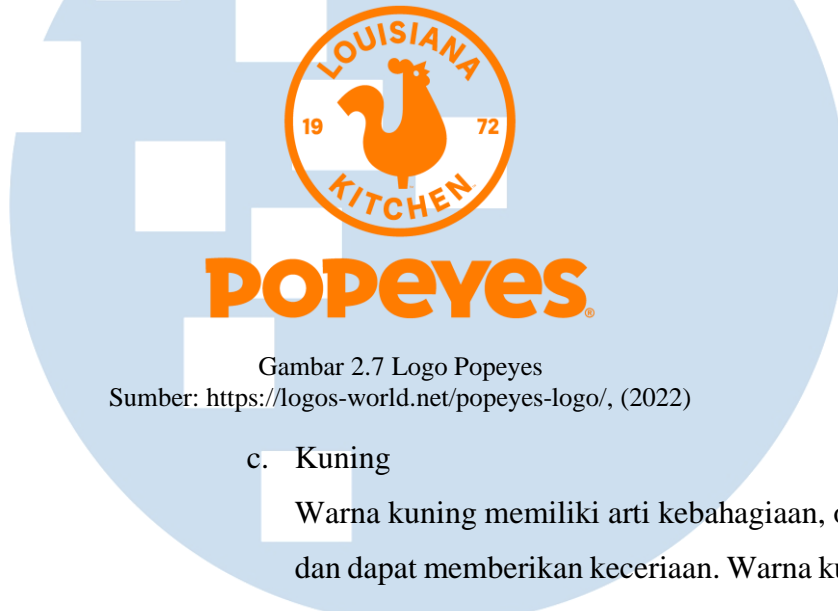 LOUISIANA
19 72
KITCHEN
POPEYES®
Gambar 2.7 Logo Popeyes
Sumber: https://logos-world.net/popeyes-logo/, (2022)
c. Kuning
Warna kuning memiliki arti kebahagiaan,
dan dapat memberikan keceriaan. Warna